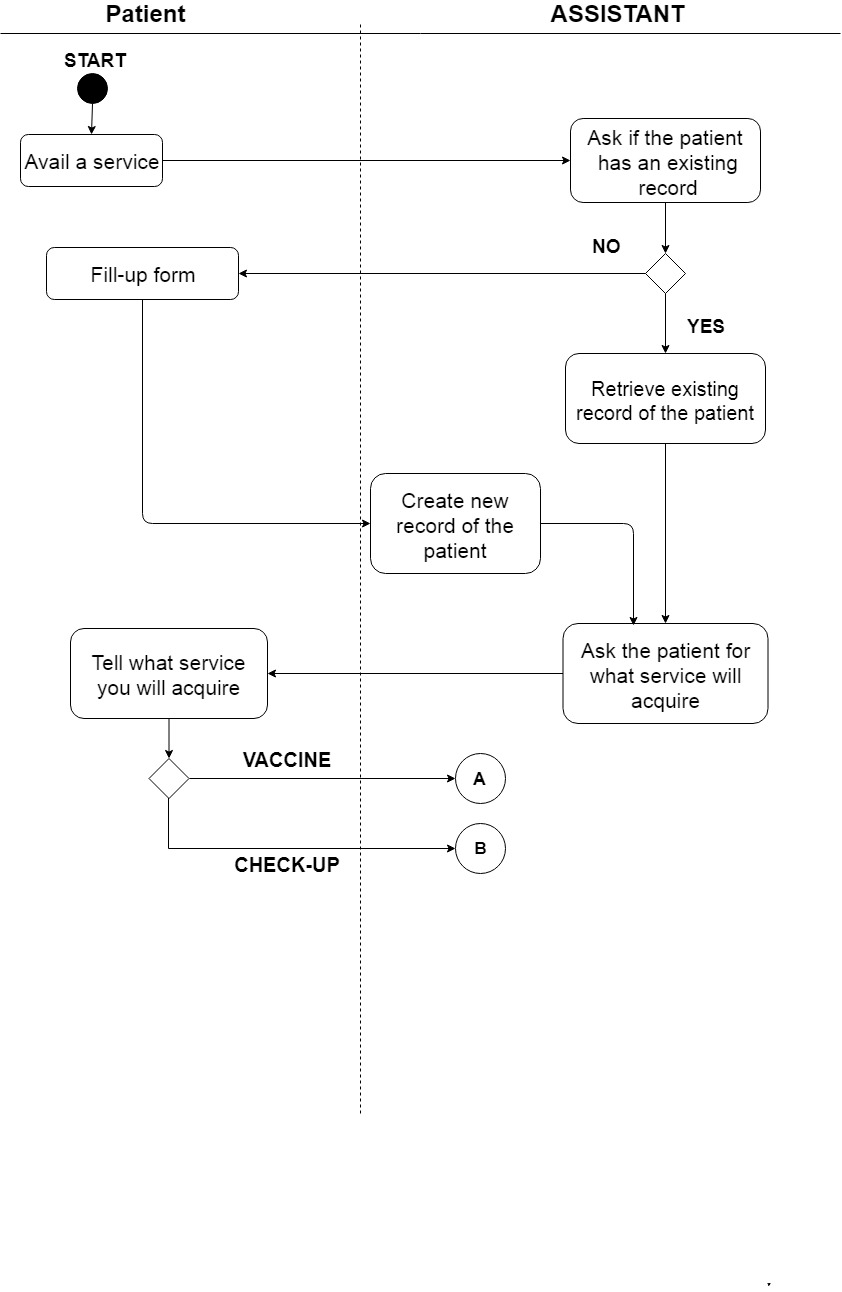 Patient
ASSISTANT
START
Avail a service
Ask if the patient
has an existing
record
NO
Fill-up form
YES
Retrieve existing
record of the patient
Create new
record of the
patient
Ask the patient for
what service will
acquire
Tell what service
you will acquire
VACCINE
A
B
CHECK-UP